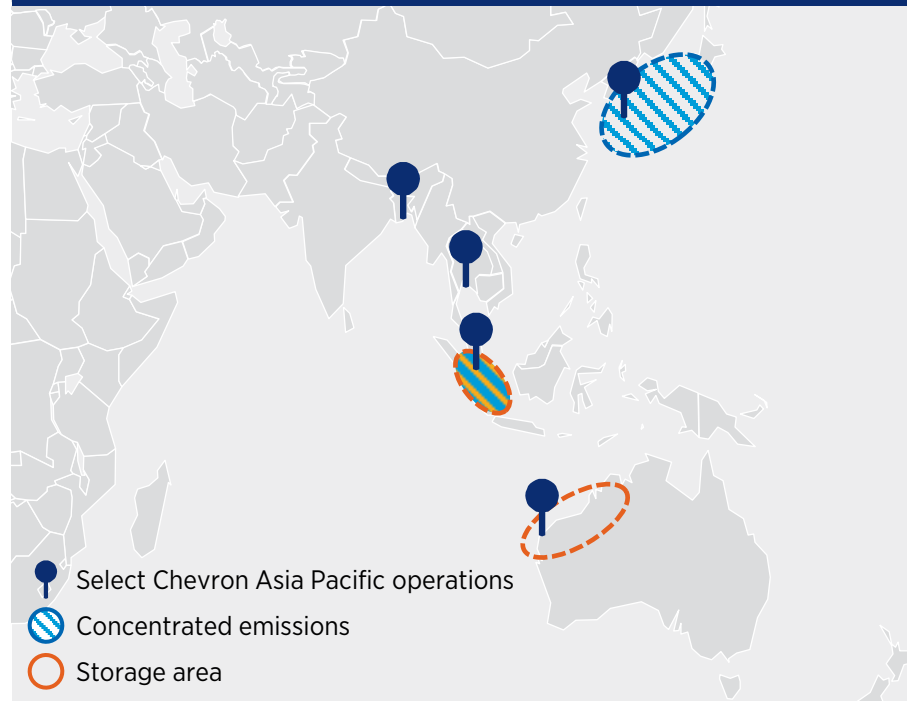 Select Chevron Asia Pacific operations
Concentrated emissions
Storage area